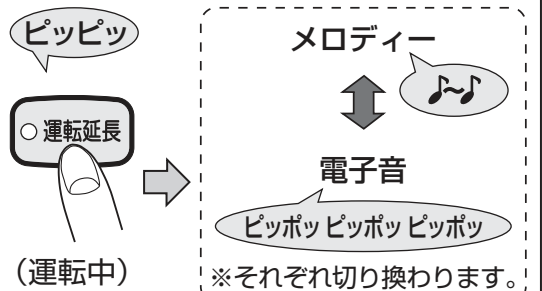 ピッピッ
運転延長
(運転中)
メロディー
♪〜♪
電子音
ピッポッ ピッポッ ピッポッ
※それぞれ切り換わります。